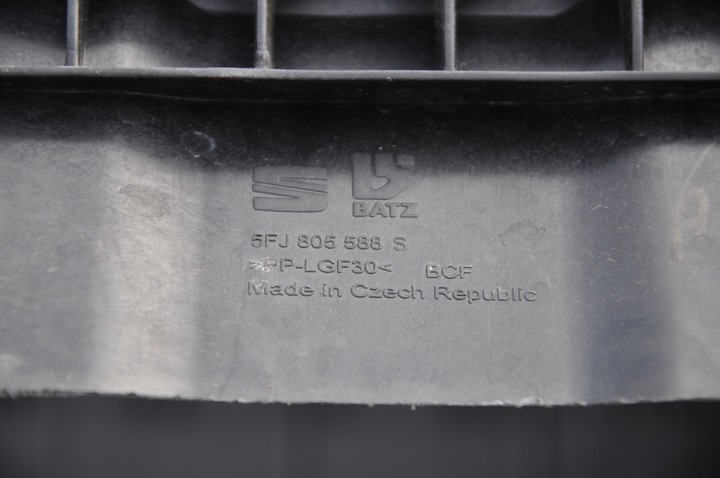 BATZ
5FJ 805 588 S
>PP-LGF30< BCF
Made in Czech Republic